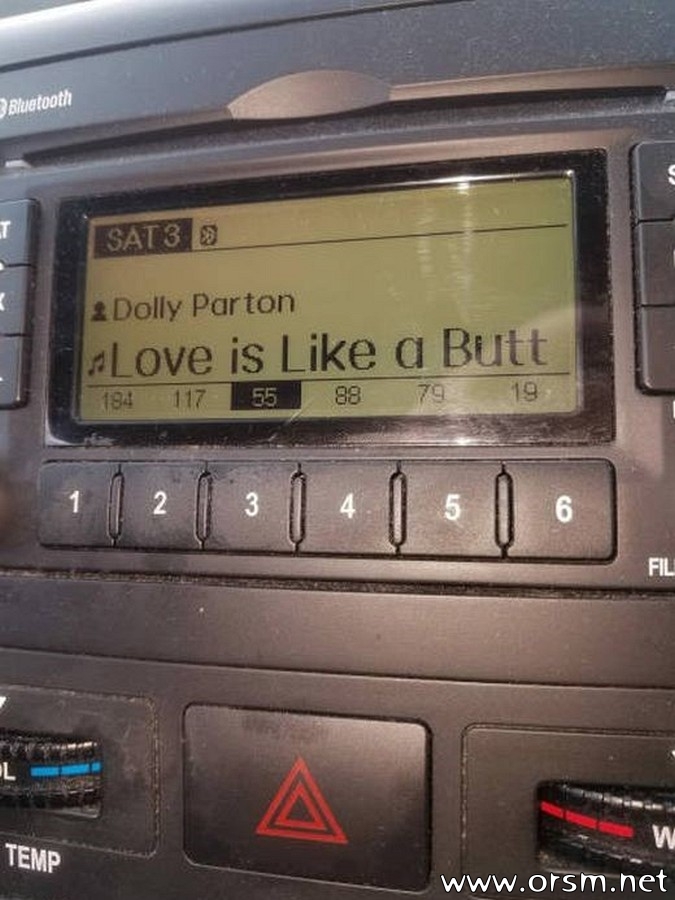 Bluetooth
SAT 3
Dolly Parton
Love is Like a Butt
184 117 55 88 79 19
1 2 3 4 5 6
TEMP
www.orsm.net